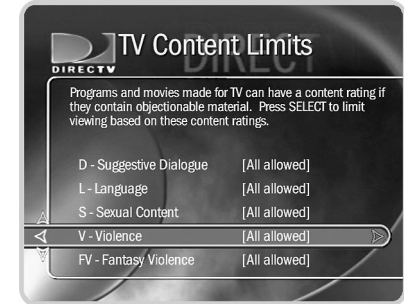 TV Content Limits
DIRECT
DIRECTV
Programs and movies made for TV can have a content rating if
they contain objectionable material. Press SELECT to limit
viewing based on these content ratings.
D - Suggestive Dialogue [All allowed]
L - Language [All allowed]
S - Sexual Content [All allowed]
V - Violence [All allowed]
FV - Fantasy Violence [All allowed]